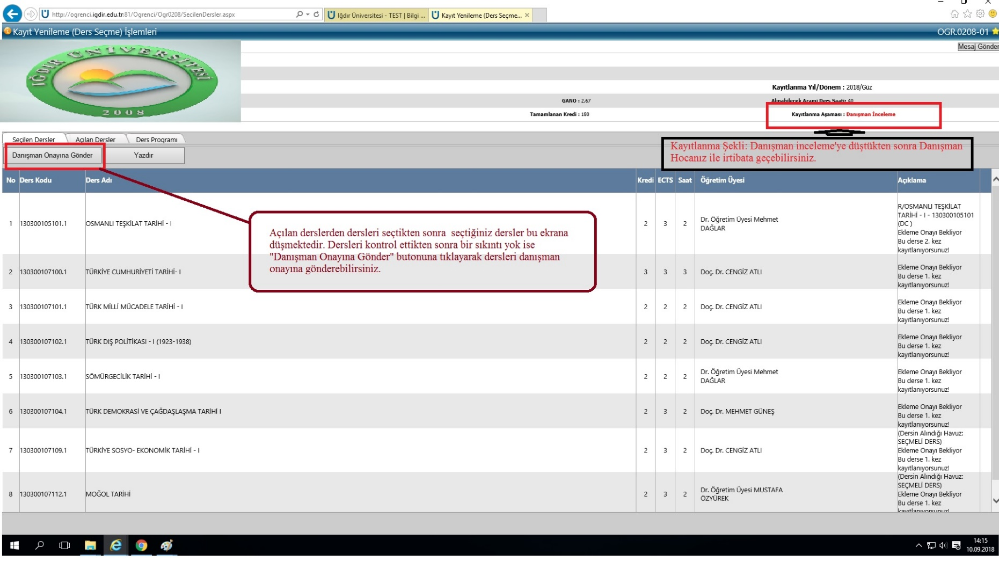 http://ogrenci.igdir.edu.tr:81/Ogrenci/Ogr0208/SecilenDersler.aspx
Iğdır Üniversitesi - TEST | Bilgi ...
Kayıt Yenileme (Ders Seçme...
Kayıt Yenileme (Ders Seçme) İşlemleri
OGR.0208-01
Mesaj Gönder
IĞDIR ÜNİVERSİTESİ
2008
Kayıtlanma Yıl/Dönem : 2018/Güz
GANO : 2,67
Alınabilecek Azami Ders Saati: 40
Tamamlanan Kredi : 180
Kayıtlanma Aşaması : Danışman İnceleme
Seçilen Dersler
Açılan Dersler
Ders Programı
Kayıtlanma Şekli: Danışman inceleme'ye düştükten sonra Danışman
Hocanız ile irtibata geçebilirsiniz.
Danışman Onayına Gönder
Yazdır
No Ders Kodu Ders Adı Kredi ECTS Saat Öğretim Üyesi Açıklama
1 130300105101.1 OSMANLI TEŞKİLAT TARİHİ - I 2 3 2 Dr. Öğretim Üyesi Mehmet
DAĞLAR
R/OSMANLI TEŞKİLAT
TARİHİ - I - 130300105101
(DC )
Ekleme Onayı Bekliyor
Bu derse 2. kez
kayıtlanıyorsunuz!
Açılan derslerden dersleri seçtikten sonra seçtiğiniz dersler bu ekrana
düşmektedir. Dersleri kontrol ettikten sonra bir sıkıntı yok ise
"Danışman Onayına Gönder" butonuna tıklayarak dersleri danışman
onayına gönderebilirsiniz.
2 130300107100.1 TÜRKİYE CUMHURİYETİ TARİHİ- I 3 3 3 Doç. Dr. CENGİZ ATLI
Ekleme Onayı Bekliyor
Bu derse 1. kez
kayıtlanıyorsunuz!
3 130300107101.1 TÜRK MİLLİ MÜCADELE TARİHİ - I 2 2 2 Doç. Dr. CENGİZ ATLI
Ekleme Onayı Bekliyor
Bu derse 1. kez
kayıtlanıyorsunuz!
4 130300107102.1 TÜRK DIŞ POLİTİKASI - I (1923-1938) 2 2 2 Doç. Dr. CENGİZ ATLI
Ekleme Onayı Bekliyor
Bu derse 1. kez
kayıtlanıyorsunuz!
5 130300107103.1 SÖMÜRGECİLİK TARİHİ - I 2 2 2 Dr. Öğretim Üyesi Mehmet
DAĞLAR
Ekleme Onayı Bekliyor
Bu derse 1. kez
kayıtlanıyorsunuz!
6 130300107104.1 TÜRK DEMOKRASİ VE ÇAĞDAŞLAŞMA TARİHİ I 2 3 2 Doç. Dr. MEHMET GÜNEŞ
Ekleme Onayı Bekliyor
Bu derse 1. kez
kayıtlanıyorsunuz!
7 130300107109.1 TÜRKİYE SOSYO- EKONOMİK TARİHİ - I 2 3 2 Doç. Dr. CENGİZ ATLI
(Dersin Alındığı Havuz:
SEÇMELİ DERS)
Ekleme Onayı Bekliyor
Bu derse 1. kez
kayıtlanıyorsunuz!
8 130300107112.1 MOĞOL TARİHİ 2 3 2 Dr. Öğretim Üyesi MUSTAFA
ÖZYÜREK
(Dersin Alındığı Havuz:
SEÇMELİ DERS)
Ekleme Onayı Bekliyor
Bu derse 1. kez
kayıtlanıyorsunuz!
14:15
10.09.2018